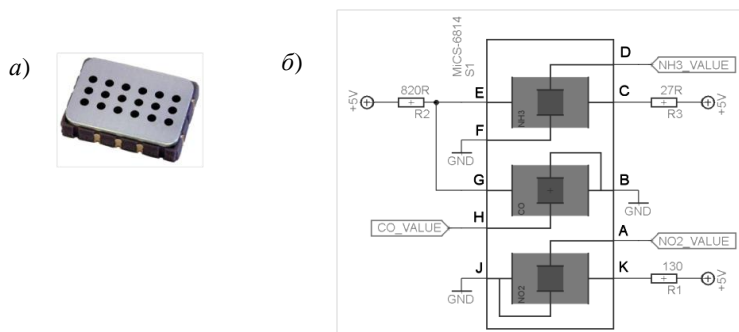 а)
б)
MiCS-6814
S1
D
NH3_VALUE
820R
E
C
27R
+5V
R2
R3
+5V
NH3
F
GND
G
B
CO
GND
H
CO_VALUE
A
NO2_VALUE
J
K
130
GND
NO2
R1
+5V